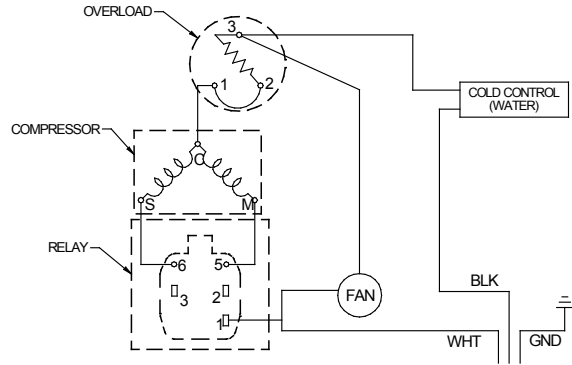 OVERLOAD
3
1
2
COLD CONTROL
(WATER)
COMPRESSOR
C
S
M
RELAY
6
5
3
2
1
FAN
BLK
WHT
GND